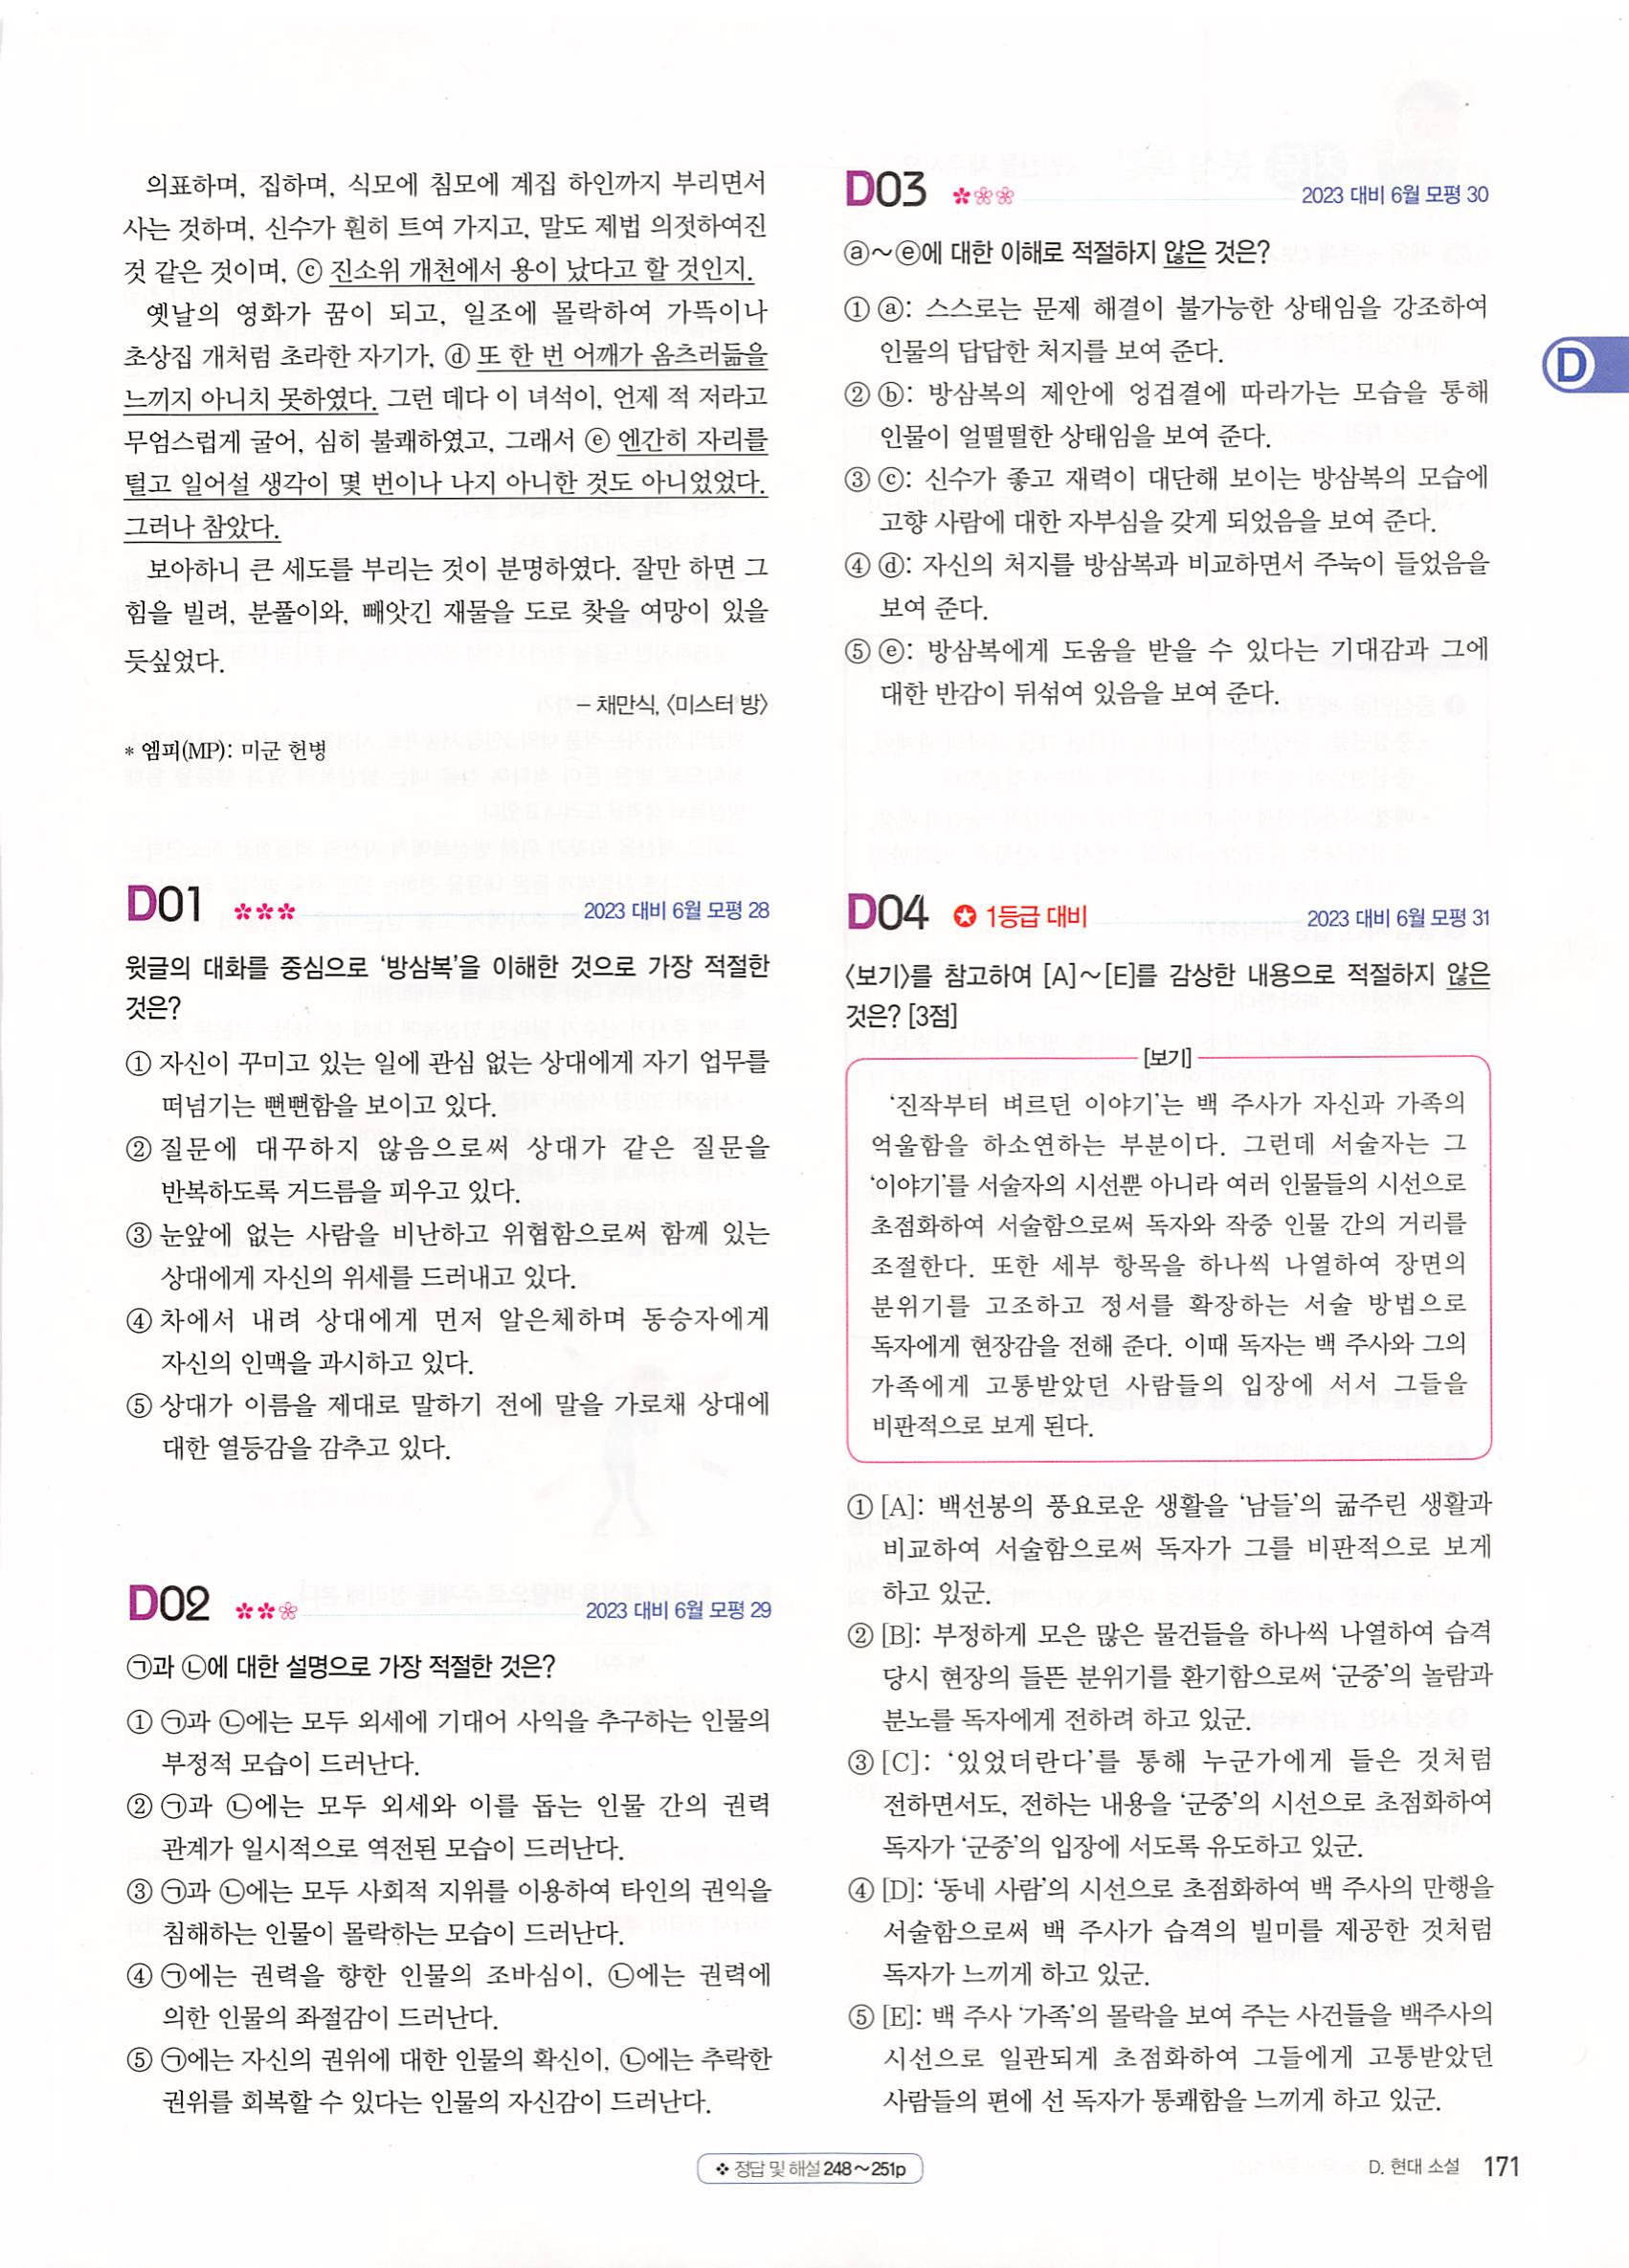 의표하며, 집하며, 식모에 침모에 계집 하인까지 부리면서
사는 것하며, 신수가 훤히 트여 가지고, 말도 제법 의젓하여진
것 같은 것이며, ⓒ 진소위 개천에서 용이 났다고 할 것인지.
옛날의 영화가 꿈이 되고, 일조에 몰락하여 가뜩이나
초상집 개처럼 초라한 자기가, ⓓ 또 한 번 어깨가 옴츠러듦을
느끼지 아니치 못하였다. 그런 데다 이 녀석이, 언제 적 저라고
무엄스럽게 굴어, 심히 불쾌하였고, 그래서 ⓔ 엔간히 자리를
털고 일어설 생각이 몇 번이나 나지 아니한 것도 아니었었다.
그러나 참았다.
보아하니 큰 세도를 부리는 것이 분명하였다. 잘만 하면 그
힘을 빌려, 분풀이와, 빼앗긴 재물을 도로 찾을 여망이 있을
듯싶었다.
– 채만식, 〈미스터 방〉
* 엠피(MP): 미군 헌병
D01 ✽✽✽ 2023 대비 6월 모평 28
윗글의 대화를 중심으로 ‘방삼복’을 이해한 것으로 가장 적절한
것은?
① 자신이 꾸미고 있는 일에 관심 없는 상대에게 자기 업무를
떠넘기는 뻔뻔함을 보이고 있다.
② 질문에 대꾸하지 않음으로써 상대가 같은 질문을
반복하도록 거드름을 피우고 있다.
③ 눈앞에 없는 사람을 비난하고 위협함으로써 함께 있는
상대에게 자신의 위세를 드러내고 있다.
④ 차에서 내려 상대에게 먼저 알은체하며 동승자에게
자신의 인맥을 과시하고 있다.
⑤ 상대가 이름을 제대로 말하기 전에 말을 가로채 상대에
대한 열등감을 감추고 있다.
D02 ✽✽❀ 2023 대비 6월 모평 29
㉠과 ㉡에 대한 설명으로 가장 적절한 것은?
① ㉠과 ㉡에는 모두 외세에 기대어 사익을 추구하는 인물의
부정적 모습이 드러난다.
② ㉠과 ㉡에는 모두 외세와 이를 돕는 인물 간의 권력
관계가 일시적으로 역전된 모습이 드러난다.
③ ㉠과 ㉡에는 모두 사회적 지위를 이용하여 타인의 권익을
침해하는 인물이 몰락하는 모습이 드러난다.
④ ㉠에는 권력을 향한 인물의 조바심이, ㉡에는 권력에
의한 인물의 좌절감이 드러난다.
⑤ ㉠에는 자신의 권위에 대한 인물의 확신이, ㉡에는 추락한
권위를 회복할 수 있다는 인물의 자신감이 드러난다.
D03 ✽❀❀ 2023 대비 6월 모평 30
ⓐ～ⓔ에 대한 이해로 적절하지 않은 것은?
① ⓐ: 스스로는 문제 해결이 불가능한 상태임을 강조하여
인물의 답답한 처지를 보여 준다.
② ⓑ: 방삼복의 제안에 엉겁결에 따라가는 모습을 통해
인물이 얼떨떨한 상태임을 보여 준다.
③ ⓒ: 신수가 좋고 재력이 대단해 보이는 방삼복의 모습에
고향 사람에 대한 자부심을 갖게 되었음을 보여 준다.
④ ⓓ: 자신의 처지를 방삼복과 비교하면서 주눅이 들었음을
보여 준다.
⑤ ⓔ: 방삼복에게 도움을 받을 수 있다는 기대감과 그에
대한 반감이 뒤섞여 있음을 보여 준다.
D04 ✪ 1등급 대비 2023 대비 6월 모평 31
〈보기〉를 참고하여 [A]～[E]를 감상한 내용으로 적절하지 않은
것은? [3점]
[보기]
‘진작부터 벼르던 이야기’는 백 주사가 자신과 가족의
억울함을 하소연하는 부분이다. 그런데 서술자는 그
‘이야기’를 서술자의 시선뿐 아니라 여러 인물들의 시선으로
초점화하여 서술함으로써 독자와 작중 인물 간의 거리를
조절한다. 또한 세부 항목을 하나씩 나열하여 장면의
분위기를 고조하고 정서를 확장하는 서술 방법으로
독자에게 현장감을 전해 준다. 이때 독자는 백 주사와 그의
가족에게 고통받았던 사람들의 입장에 서서 그들을
비판적으로 보게 된다.
① [A]: 백선봉의 풍요로운 생활을 ‘남들’의 굶주린 생활과
비교하여 서술함으로써 독자가 그를 비판적으로 보게
하고 있군.
② [B]: 부정하게 모은 많은 물건들을 하나씩 나열하여 습격
당시 현장의 들뜬 분위기를 환기함으로써 ‘군중’의 놀람과
분노를 독자에게 전하려 하고 있군.
③ [C]: ‘있었더란다’를 통해 누군가에게 들은 것처럼
전하면서도, 전하는 내용을 ‘군중’의 시선으로 초점화하여
독자가 ‘군중’의 입장에 서도록 유도하고 있군.
④ [D]: ‘동네 사람’의 시선으로 초점화하여 백 주사의 만행을
서술함으로써 백 주사가 습격의 빌미를 제공한 것처럼
독자가 느끼게 하고 있군.
⑤ [E]: 백 주사 ‘가족’의 몰락을 보여 주는 사건들을 백주사의
시선으로 일관되게 초점화하여 그들에게 고통받았던
사람들의 편에 선 독자가 통쾌함을 느끼게 하고 있군.
D
❖ 정답 및 해설 248～251p
D. 현대 소설 171